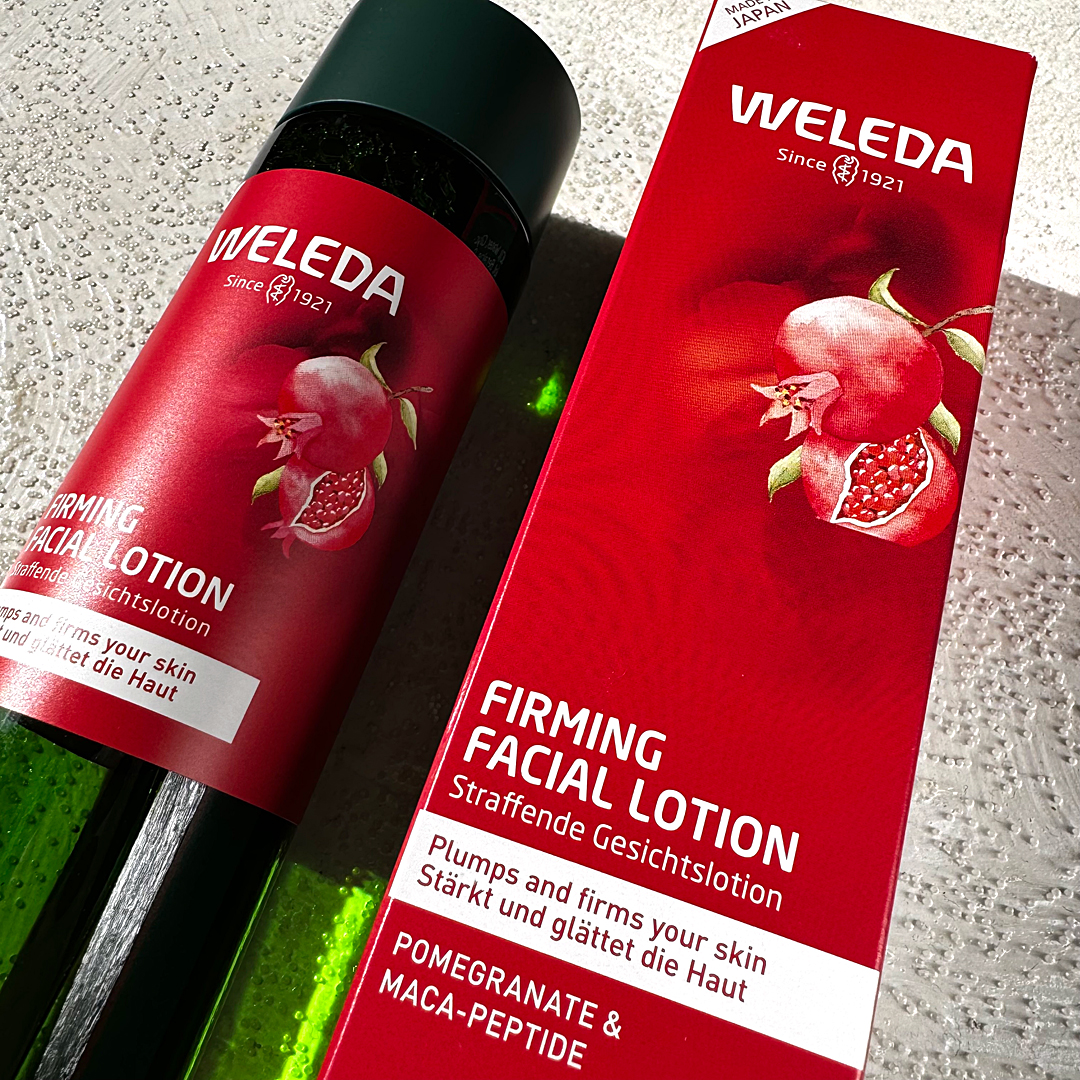 WELEDA
Since 1921
FIRMING
FACIAL LOTION
Straffende Gesichtslotion
and firms your skin
und glättet die Haut
MADE
JAPAN
WELEDA
Since 1921
FIRMING
FACIAL LOTION
Straffende Gesichtslotion
Plumps and firms your skin
Stärkt und glättet die Haut
POMEGRANATE &
MACA-PEPTIDE